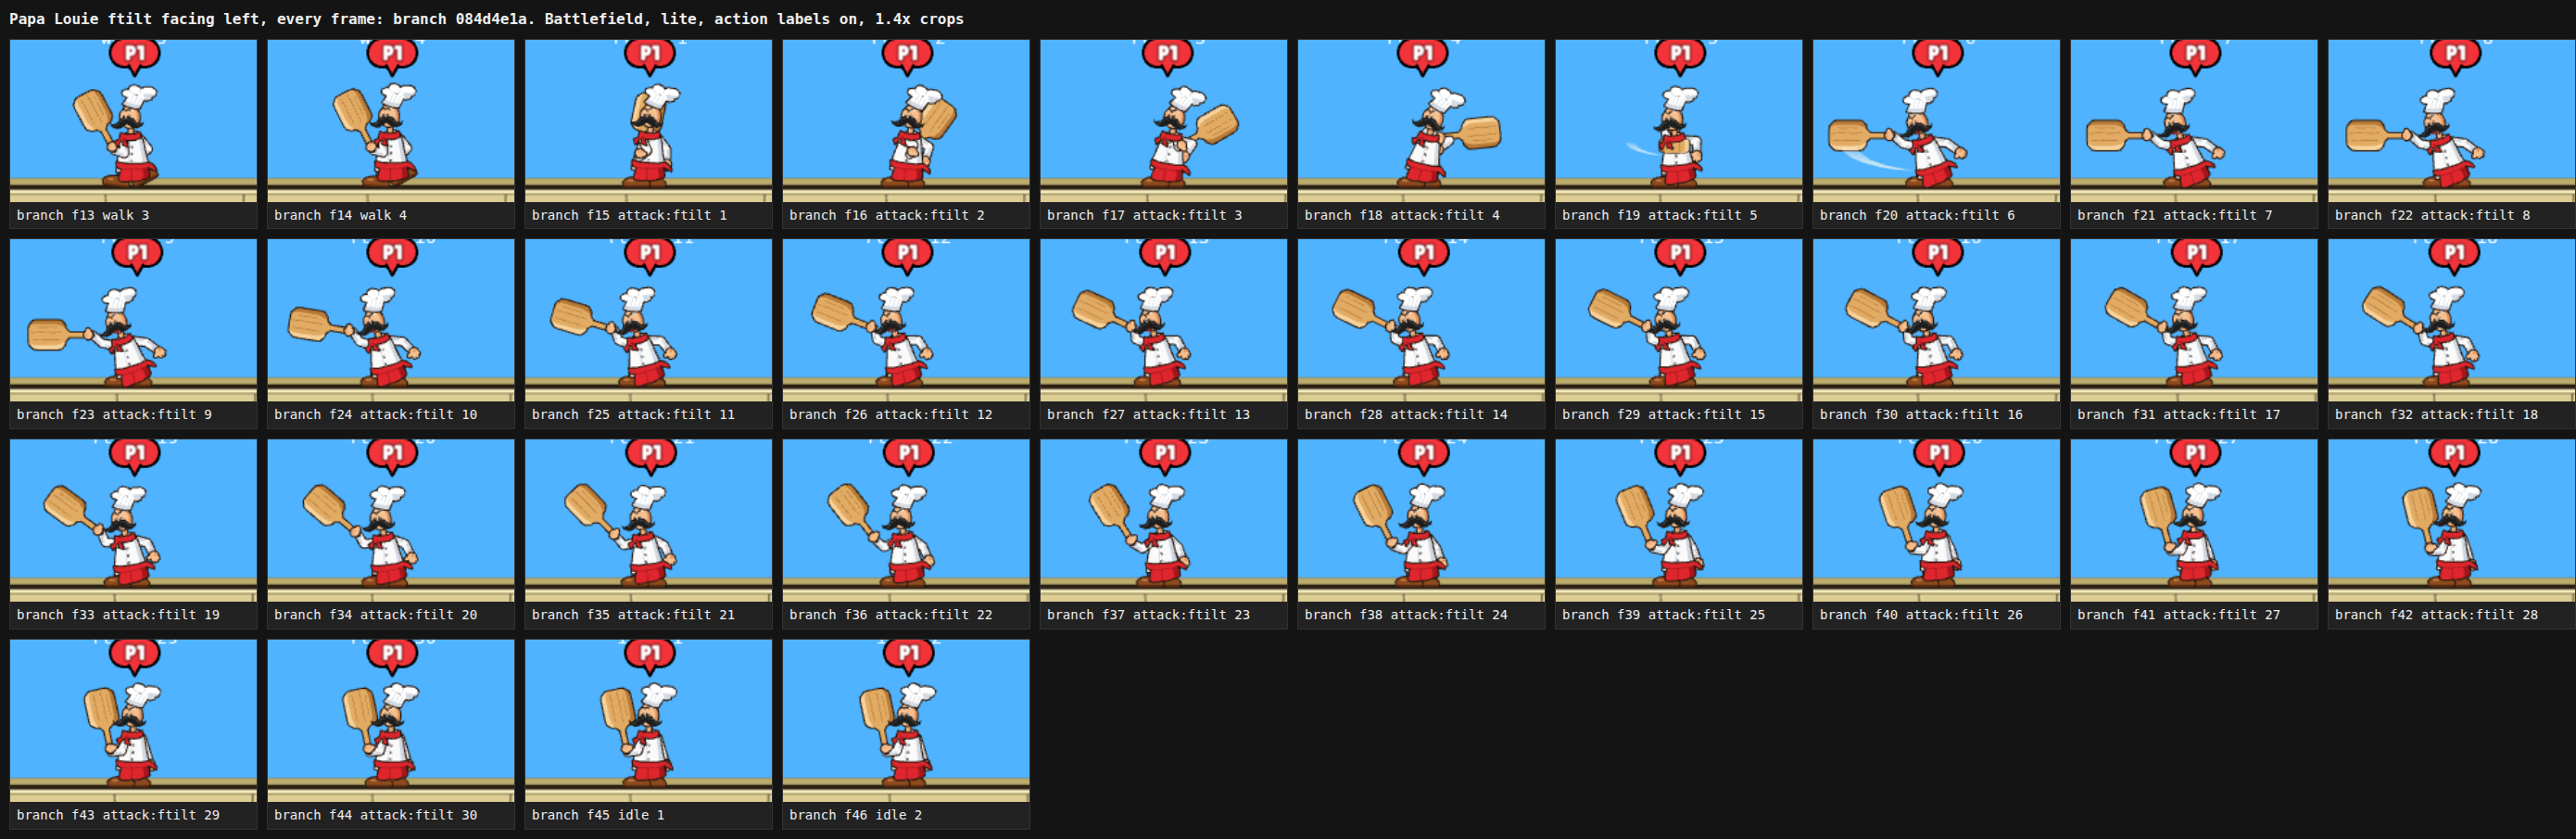 Papa Louie ftilt facing left, every frame: branch 084d4e1a. Battlefield, lite, action labels on, 1.4x crops
P1 P1 P1 P1 P1 P1 P1 P1 P1 P1
branch f13 walk 3 branch f14 walk 4 branch f15 attack:ftilt 1 branch f16 attack:ftilt 2 branch f17 attack:ftilt 3 branch f18 attack:ftilt 4 branch f19 attack:ftilt 5 branch f20 attack:ftilt 6 branch f21 attack:ftilt 7 branch f22 attack:ftilt 8
P1 P1 P1 P1 P1 P1 P1 P1 P1 P1
branch f23 attack:ftilt 9 branch f24 attack:ftilt 10 branch f25 attack:ftilt 11 branch f26 attack:ftilt 12 branch f27 attack:ftilt 13 branch f28 attack:ftilt 14 branch f29 attack:ftilt 15 branch f30 attack:ftilt 16 branch f31 attack:ftilt 17 branch f32 attack:ftilt 18
P1 P1 P1 P1 P1 P1 P1 P1 P1 P1
branch f33 attack:ftilt 19 branch f34 attack:ftilt 20 branch f35 attack:ftilt 21 branch f36 attack:ftilt 22 branch f37 attack:ftilt 23 branch f38 attack:ftilt 24 branch f39 attack:ftilt 25 branch f40 attack:ftilt 26 branch f41 attack:ftilt 27 branch f42 attack:ftilt 28
P1 P1 P1 P1
branch f43 attack:ftilt 29 branch f44 attack:ftilt 30 branch f45 idle 1 branch f46 idle 2